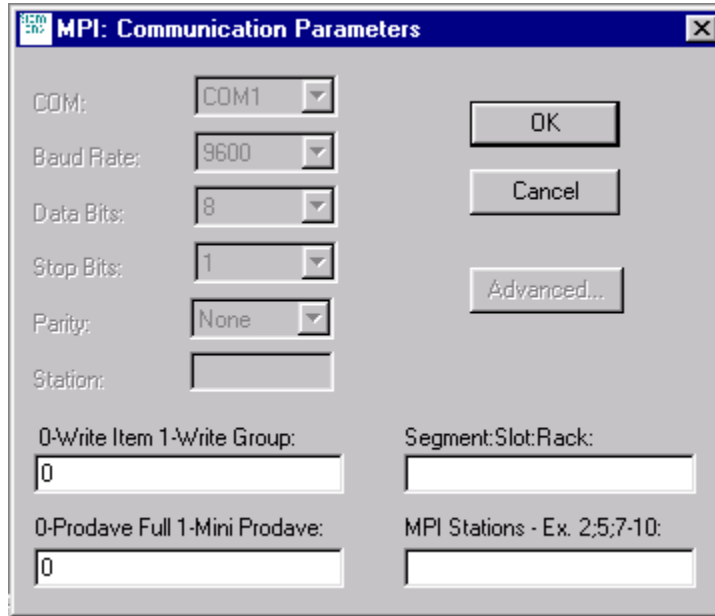 MPI: Communication Parameters
COM: COM1
OK
Baud Rate: 9600
Cancel
Data Bits: 8
Stop Bits: 1
Advanced...
Parity: None
Station:
0-Write Item 1-Write Group: Segment:Slot:Rack:
0
0-Prodave Full 1-Mini Prodave: MPI Stations - Ex. 2;5;7-10:
0